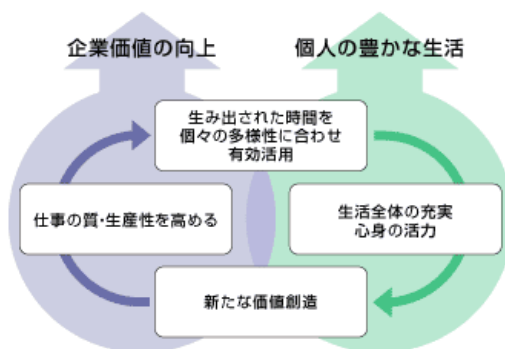 企業価値の向上
個人の豊かな生活
生み出された時間を
個々の多様性に合わせ
有効活用
仕事の質・生産性を高める
生活全体の充実
心身の活力
新たな価値創造